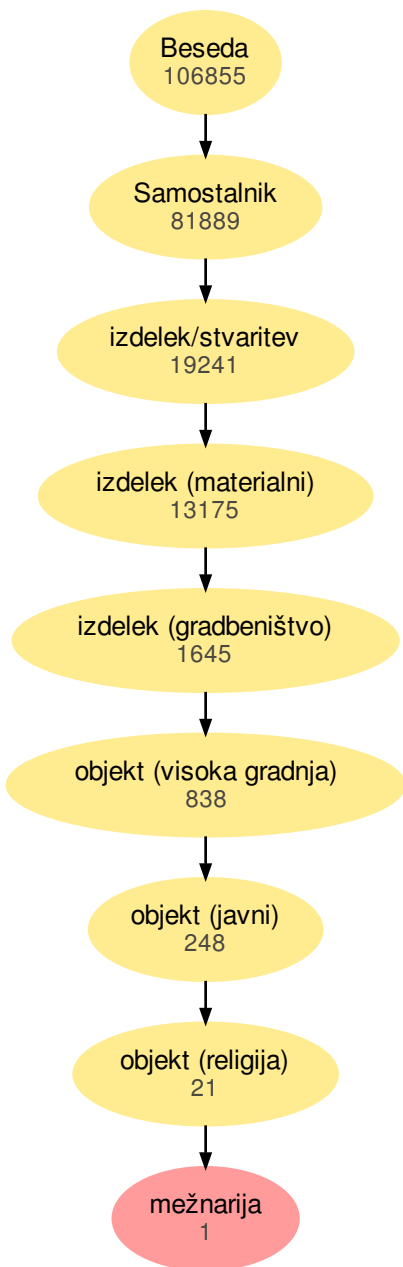 Beseda
106855
Samostalnik
81889
izdelek/stvaritev
19241
izdelek (materialni)
13175
izdelek (gradbeništvo)
1645
objekt (visoka gradnja)
838
objekt (javni)
248
objekt (religija)
21
mežnarija
1